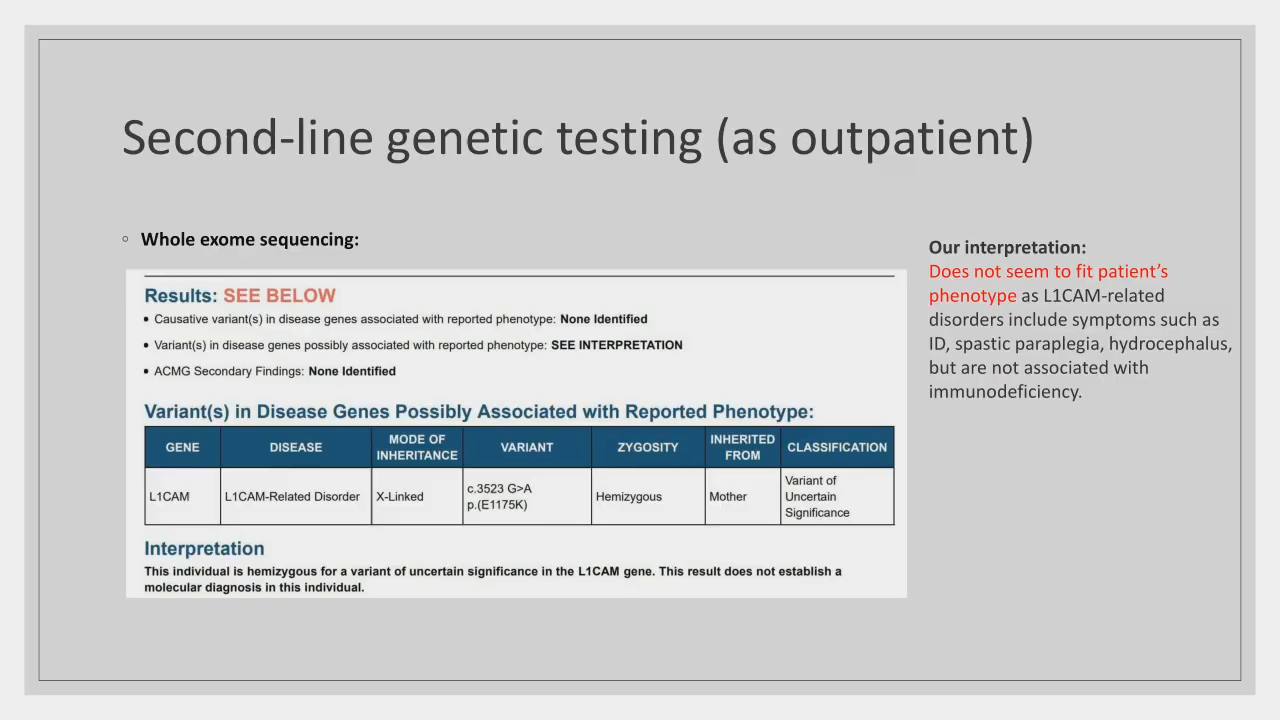 Second-line genetic testing (as outpatient)
◦ Whole exome sequencing:
Results: SEE BELOW
• Causative variant(s) in disease genes associated with reported phenotype: None Identified
• Variant(s) in disease genes possibly associated with reported phenotype: SEE INTERPRETATION
• ACMG Secondary Findings: None Identified
Variant(s) in Disease Genes Possibly Associated with Reported Phenotype:
GENE DISEASE MODE OF INHERITANCE VARIANT ZYGOSITY INHERITED FROM CLASSIFICATION
L1CAM L1CAM-Related Disorder X-Linked c.3523 G>A p.(E1175K) Hemizygous Mother Variant of Uncertain Significance
Interpretation
This individual is hemizygous for a variant of uncertain significance in the L1CAM gene. This result does not establish a
molecular diagnosis in this individual.
Our interpretation:
Does not seem to fit patient’s
phenotype as L1CAM-related
disorders include symptoms such as
ID, spastic paraplegia, hydrocephalus,
but are not associated with
immunodeficiency.